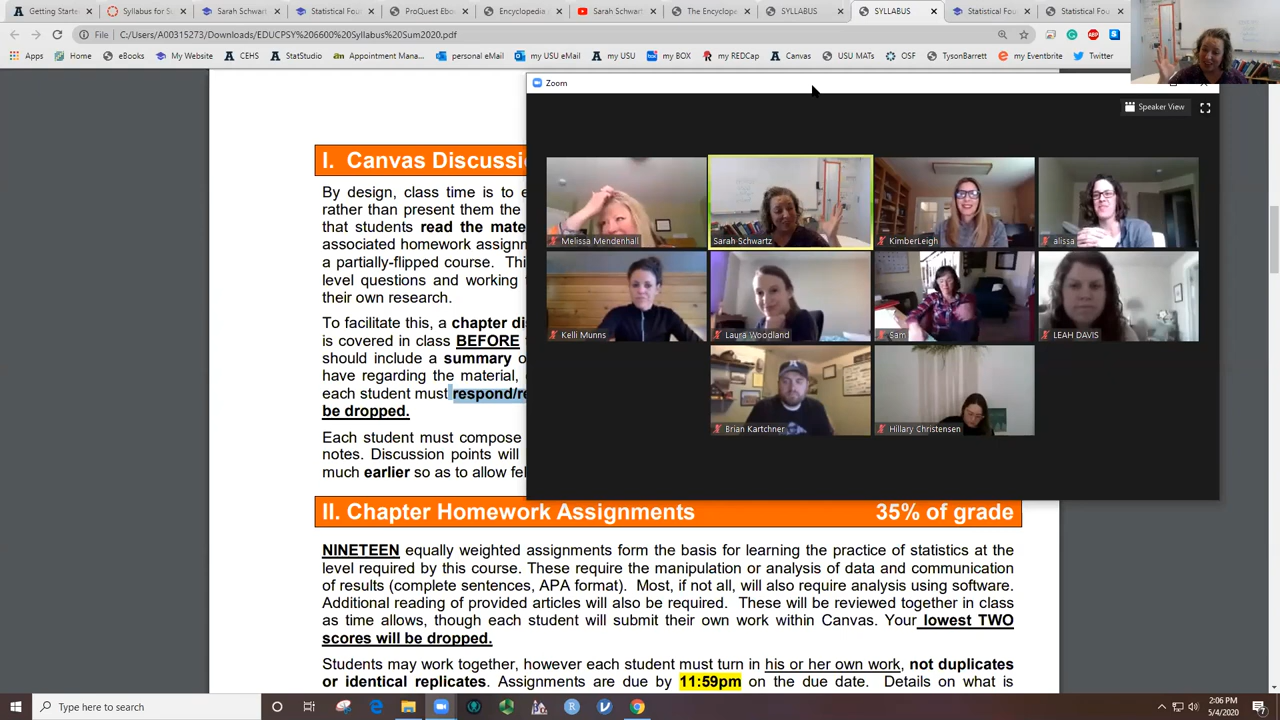 Getting Starte
Syllabus for S
Sarah Schwart
Statistical Fou
ProQuest Ebo
Encyclopedia
Sarah Schwart
The Encyclope
SYLLABUS
SYLLABUS
Statistical Fou
Statistical Fou
File
C:/Users/A00315273/Downloads/EDUCPSY%206600%20Syllabus%20Sum2020.pdf
Apps
Home
eBooks
My Website
CEHS
StatStudio
Appointment Manag...
personal eMail
my USU eMail
my USU
my BOX
my REDCap
Canvas
USU MATs
OSF
TysonBarrett
my Eventbrite
Twitter
Zoom
Speaker View
Melissa Mendenhall
Sarah Schwartz
KimberLeigh
alissa
Kelli Munns
Laura Woodland
Sam
LEAH DAVIS
Brian Kartchner
Hillary Christensen
I. Canvas Discussi
By design, class time is to e
rather than present them the
that students read the mate
associated homework assignm
a partially-flipped course. Thi
level questions and working
their own research.
To facilitate this, a chapter di
is covered in class BEFORE
should include a summary o
have regarding the material,
each student must respond/re
be dropped.
Each student must compose
notes. Discussion points will
much earlier so as to allow fel
II. Chapter Homework Assignments 35% of grade
NINETEEN equally weighted assignments form the basis for learning the practice of statistics at the
level required by this course. These require the manipulation or analysis of data and communication
of results (complete sentences, APA format). Most, if not all, will also require analysis using software.
Additional reading of provided articles will also be required. These will be reviewed together in class
as time allows, though each student will submit their own work within Canvas. Your lowest TWO
scores will be dropped.
Students may work together, however each student must turn in his or her own work, not duplicates
or identical replicates. Assignments are due by 11:59pm on the due date. Details on what is
Type here to search
2:06 PM
5/4/2020